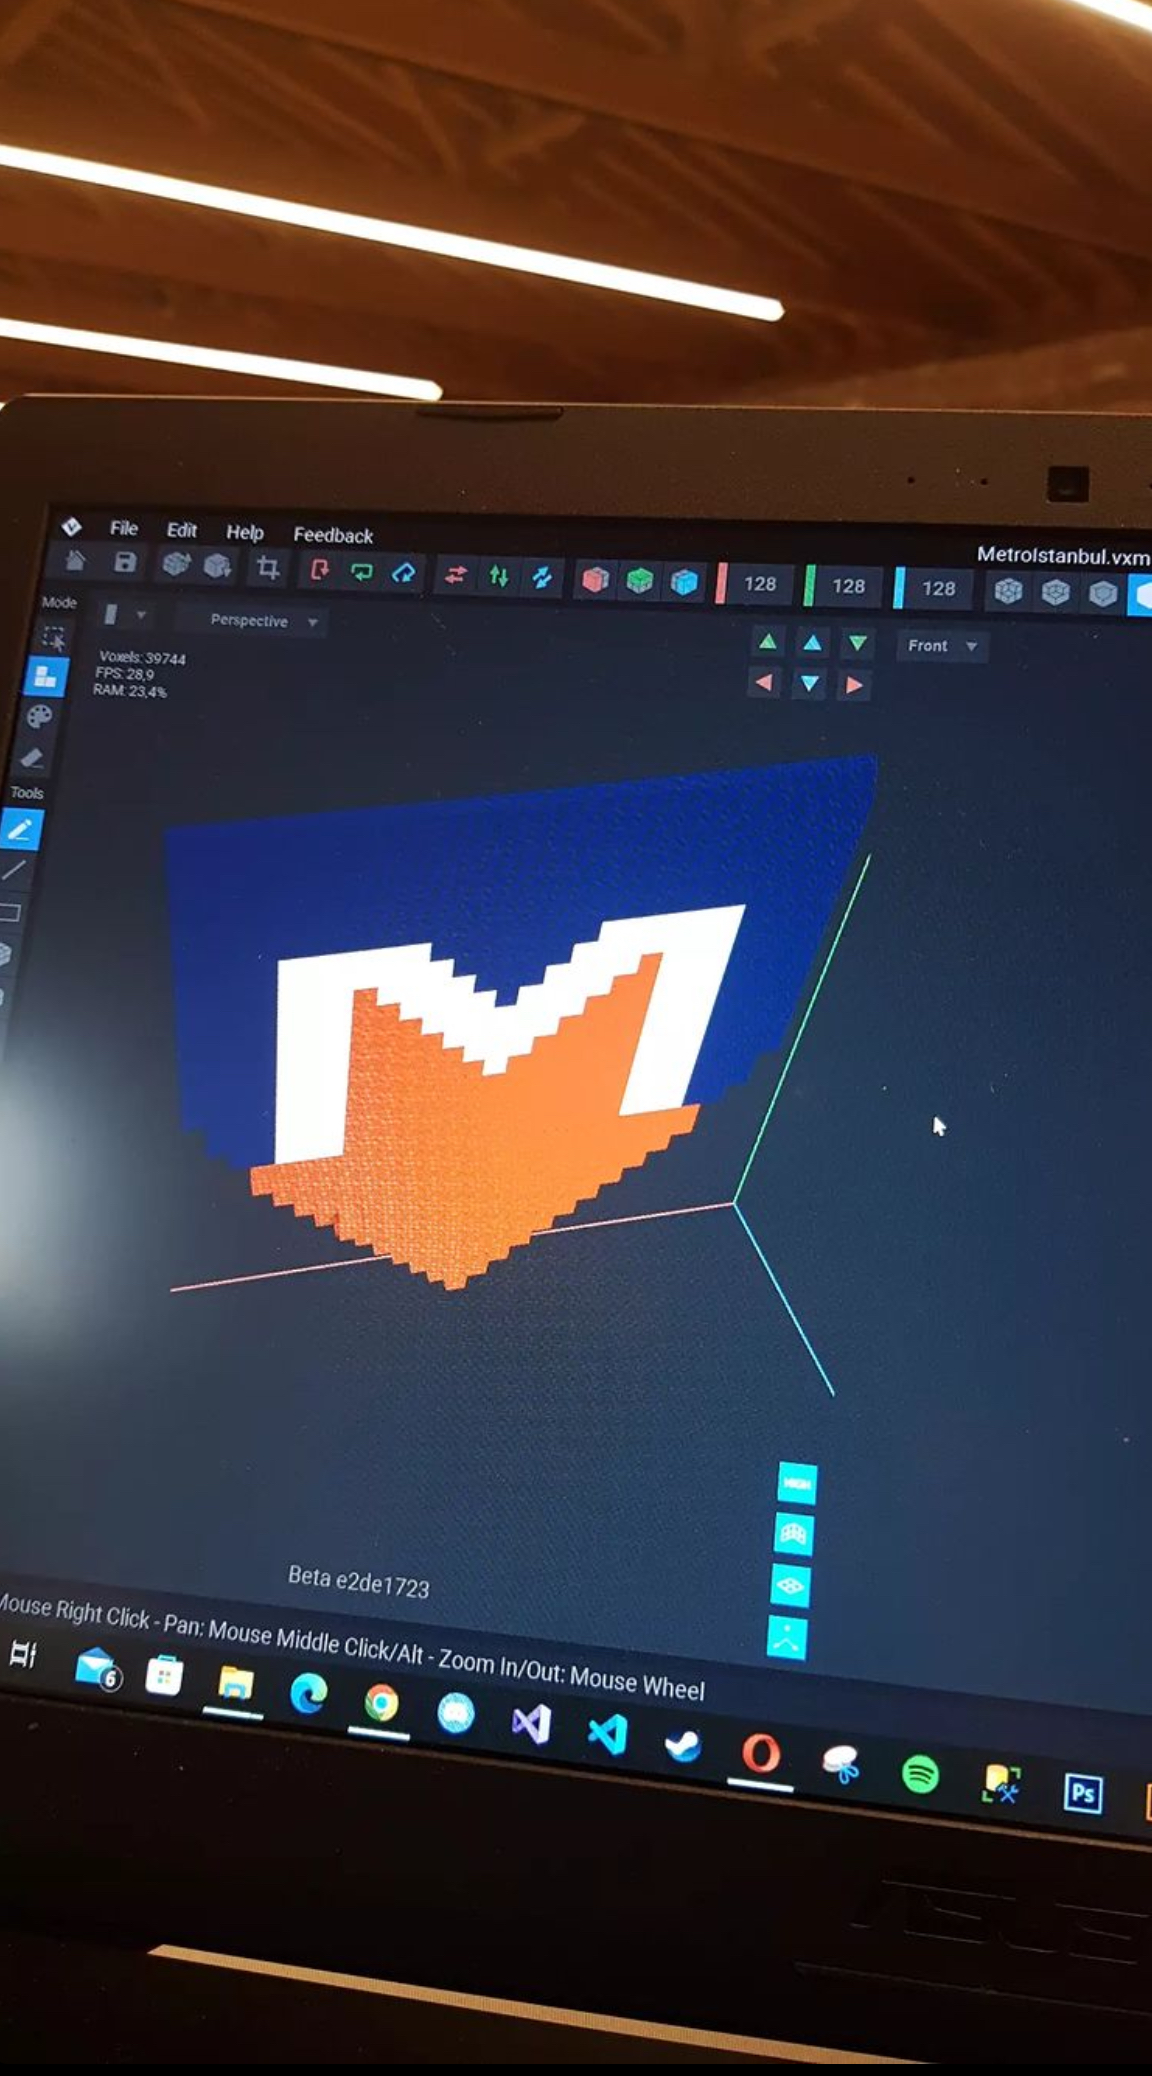 File Edit Help Feedback
MetroIstanbul.vxm
128 128 128
Mode
Perspective
Front
Voxels: 39744
FPS: 28,9
RAM: 23,4%
Tools
M
HIGH
Beta e2de1723
Mouse Right Click - Pan: Mouse Middle Click/Alt - Zoom In/Out: Mouse Wheel
6
Ps
ASUS